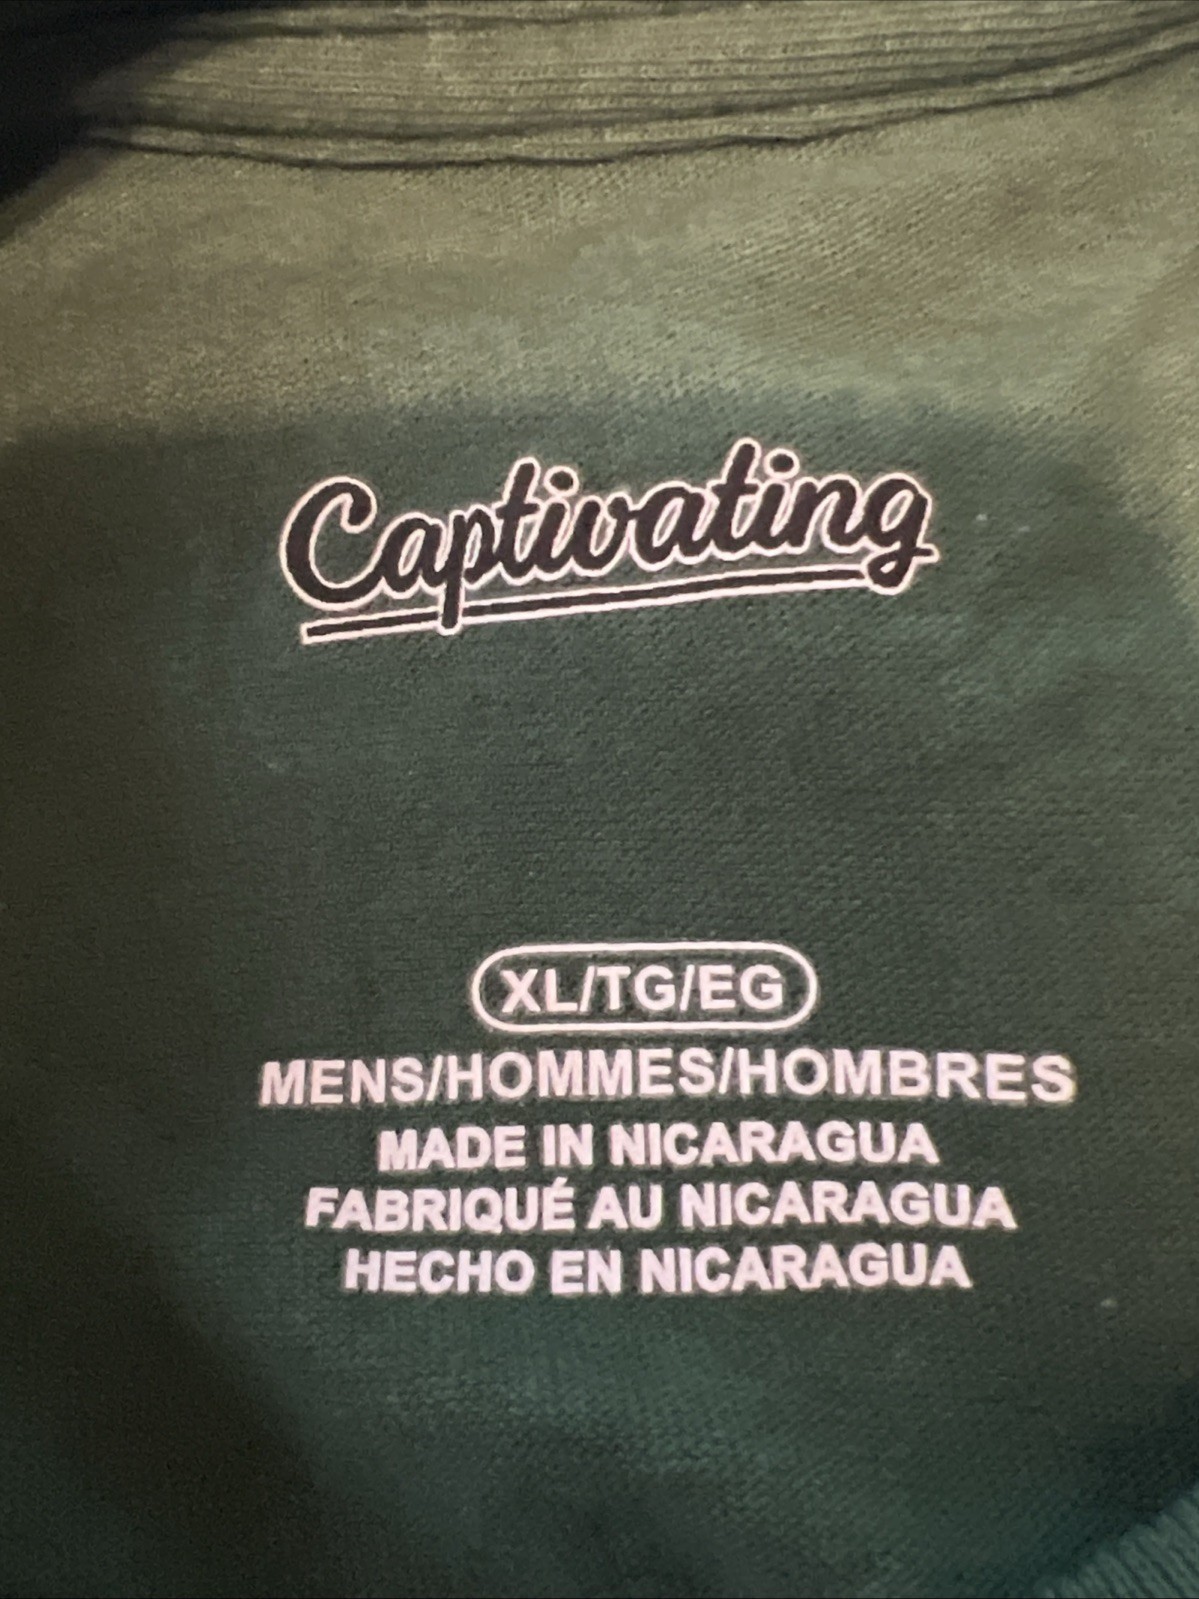 Captivating
XL/TG/EG
MENS/HOMMES/HOMBRES
MADE IN NICARAGUA
FABRIQUÉ AU NICARAGUA
HECHO EN NICARAGUA